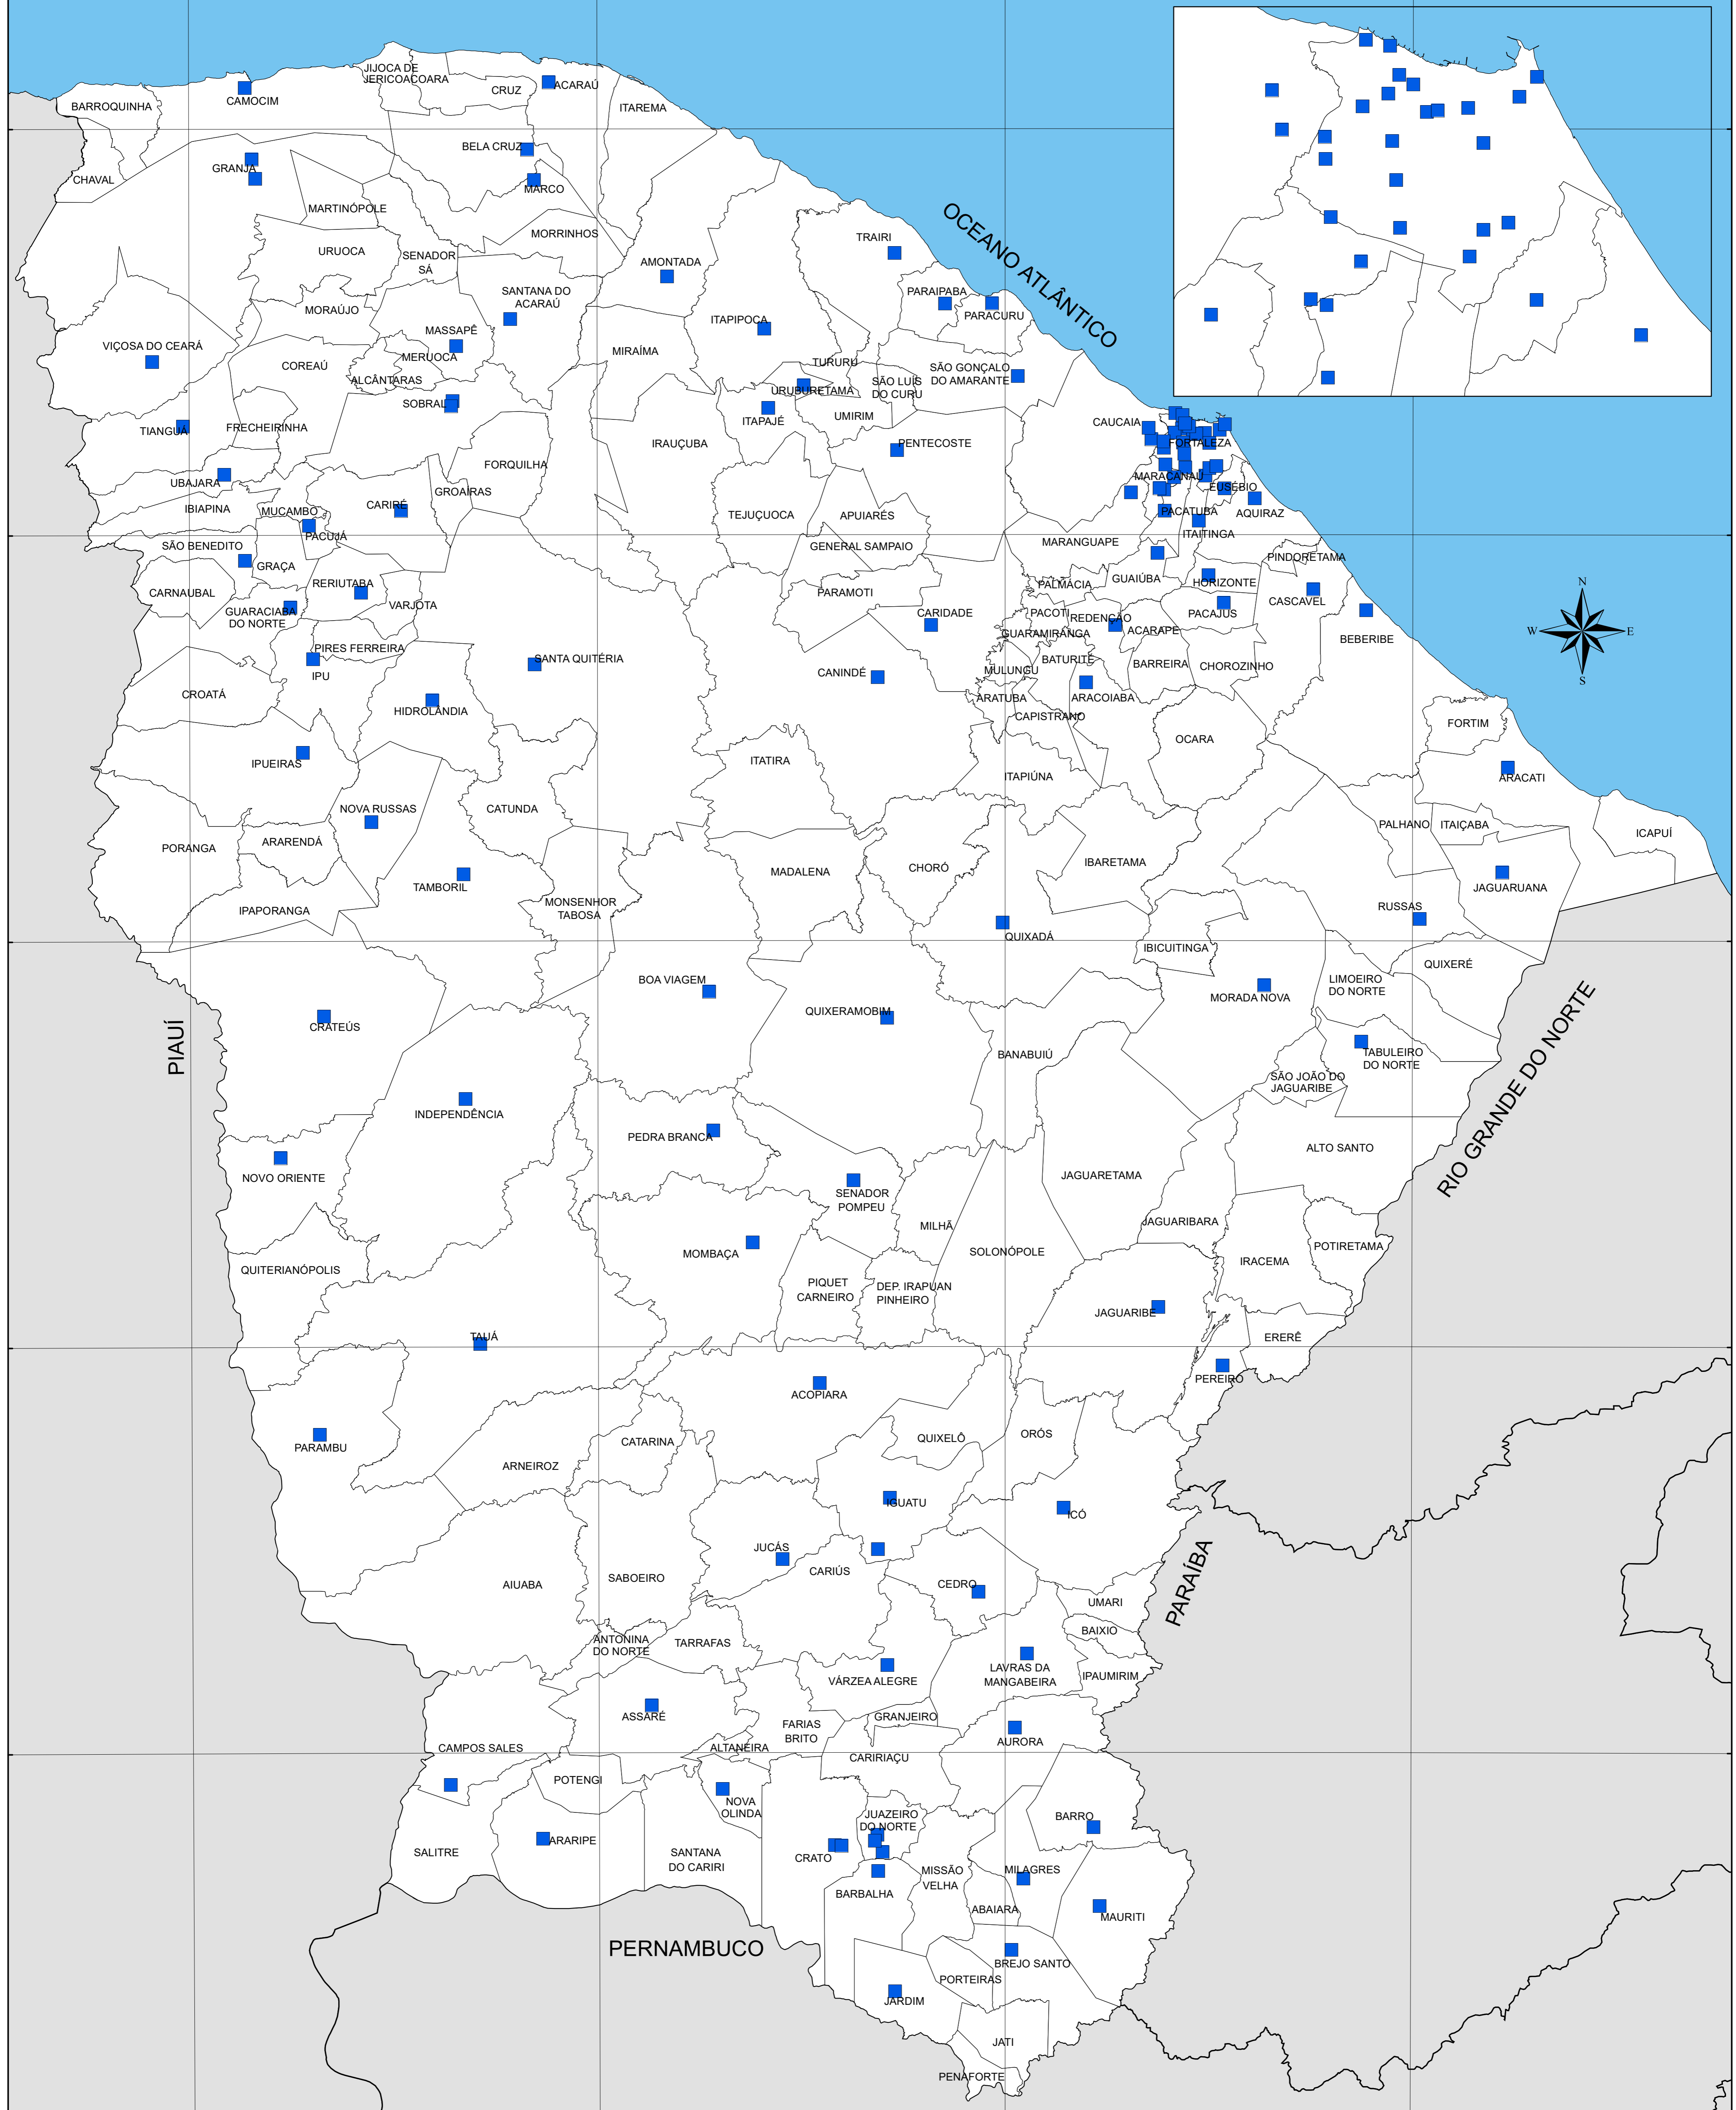 JIJOCA DE
JERICOACOARA
CRUZ
ACARAÚ
CAMOCIM
BARROQUINHA
ITAREMA
BELA CRUZ
GRANJA
CHAVAL
MARCO
MARTINÓPOLE
MORRINHOS
OCEANO ATLÂNTICO
TRAIRI
URUOCA
SENADOR
SÁ
AMONTADA
SANTANA DO
ACARAÚ
PARAIPABA
PARACURU
MORAÚJO
ITAPIPOCA
MASSAPÊ
VIÇOSA DO CEARÁ
MERUOCA
MIRAÍMA
COREAÚ
TURURU
SÃO GONÇALO
DO AMARANTE
ALCÂNTARAS
URUBURETAMA
SÃO LUÍS
DO CURU
SOBRAL
UMIRIM
ITAPAJÉ
CAUCAIA
TIANGUÁ
FRECHEIRINHA
IRAUÇUBA
PENTECOSTE
FORTALEZA
FORQUILHA
UBAJARA
MARACANAÚ
EUSÉBIO
GROAÍRAS
CARIRÉ
IBIAPINA
MUCAMBO
TEJUÇUOCA
APUIARÉS
PACATUBA
AQUIRAZ
PACUJÁ
ITAITINGA
SÃO BENEDITO
GENERAL SAMPAIO
MARANGUAPE
PINDORETAMA
GRAÇA
N
CARNAUBAL
RERIUTABA
PARAMOTI
PALMÁCIA
GUAIÚBA
HORIZONTE
CASCAVEL
VARJOTA
GUARACIABA
DO NORTE
CARIDADE
PACOTI
REDENÇÃO
PACAJUS
GUARAMIRANGA
ACARAPE
W
E
BEBERIBE
PIRES FERREIRA
SANTA QUITÉRIA
BATURITÉ
BARREIRA
CHOROZINHO
IPU
CANINDÉ
MULUNGU
S
CROATÁ
ARATUBA
ARACOIABA
HIDROLÂNDIA
CAPISTRANO
FORTIM
OCARA
IPUEIRAS
ITATIRA
ITAPIÚNA
ARACATI
NOVA RUSSAS
CATUNDA
PALHANO
ITAIÇABA
ICAPUÍ
PORANGA
ARARENDÁ
MADALENA
CHORÓ
IBARETAMA
TAMBORIL
JAGUARUANA
IPAPORANGA
MONSENHOR
TABOSA
RUSSAS
QUIXADÁ
IBICUITINGA
QUIXERÉ
BOA VIAGEM
LIMOEIRO
DO NORTE
MORADA NOVA
QUIXERAMOBIM
CRATEÚS
PIAUÍ
BANABUIÚ
TABULEIRO
DO NORTE
RIO GRANDE DO NORTE
SÃO JOÃO DO
JAGUARIBE
INDEPENDÊNCIA
PEDRA BRANCA
ALTO SANTO
NOVO ORIENTE
JAGUARETAMA
SENADOR
POMPEU
MILHÃ
JAGUARIBARA
MOMBAÇA
SOLONÓPOLE
POTIRETAMA
IRACEMA
QUITERIANÓPOLIS
PIQUET
CARNEIRO
DEP. IRAPUAN
PINHEIRO
JAGUARIBE
TAUÁ
ERERÊ
PEREIRO
ACOPIARA
ORÓS
QUIXELÔ
CATARINA
PARAMBU
ARNEIROZ
IGUATU
ICÓ
JUCÁS
CARIÚS
SABOEIRO
AIUABA
CEDRO
PARAÍBA
UMARI
BAIXIO
ANTONINA
DO NORTE
TARRAFAS
LAVRAS DA
MANGABEIRA
IPAUMIRIM
VÁRZEA ALEGRE
ASSARÉ
GRANJEIRO
FARIAS
BRITO
AURORA
CAMPOS SALES
ALTANEIRA
CARIRIAÇU
POTENGI
NOVA
OLINDA
JUAZEIRO
DO NORTE
BARRO
ARARIPE
SALITRE
SANTANA
DO CARIRI
CRATO
MISSÃO
VELHA
MILAGRES
BARBALHA
ABAIARA
MAURITI
PERNAMBUCO
BREJO SANTO
PORTEIRAS
JARDIM
JATI
PENAFORTE